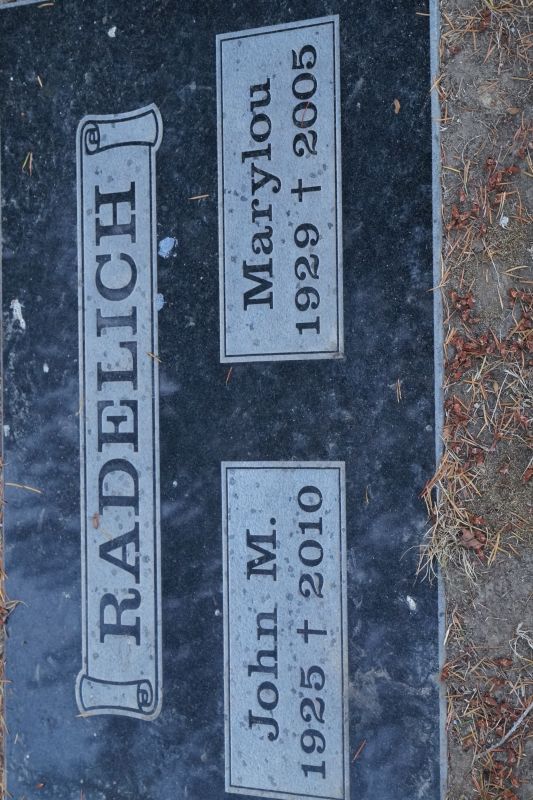 RADELICH
John M.
1925 † 2010
Marylou
1929 † 2005